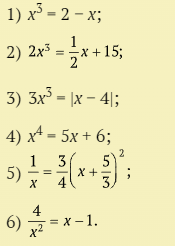 1) x³ = 2 − x;
2) 2x³ = 1/2 x + 15;
3) 3x³ = |x − 4|;
4) x⁴ = 5x + 6;
5) 1/x = 3/4 (x + 5/3)²;
6) 4/x² = x − 1.